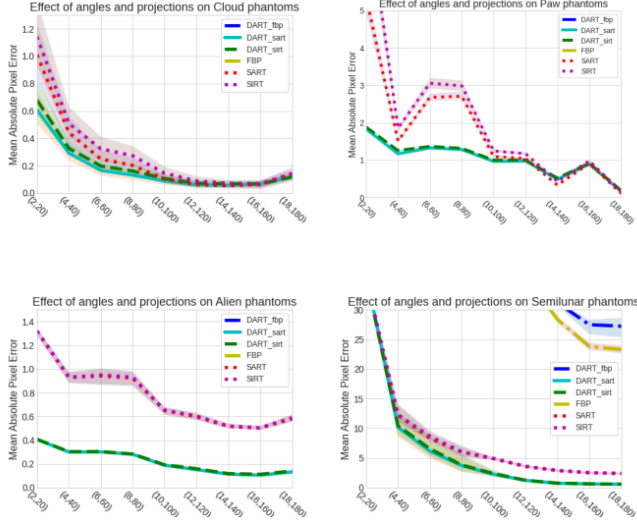 Effect of angles and projections on Cloud phantoms
Mean Absolute Pixel Error
1.2
1.0
0.8
0.6
0.4
0.2
0.0
DART_fbp
DART_sart
DART_sirt
FBP
SART
SIRT
(2,20)
(4,40)
(6,60)
(8,80)
(10,100)
(12,120)
(14,140)
(16,160)
(18,180)
Effect of angles and projections on Paw phantoms
Mean Absolute Pixel Error
5
4
3
2
1
0
DART_fbp
DART_sart
DART_sirt
FBP
SART
SIRT
(2,20)
(4,40)
(6,60)
(8,80)
(10,100)
(12,120)
(14,140)
(16,160)
(18,180)
Effect of angles and projections on Alien phantoms
Mean Absolute Pixel Error
1.4
1.2
1.0
0.8
0.6
0.4
0.2
0.0
DART_fbp
DART_sart
DART_sirt
FBP
SART
SIRT
(2,20)
(4,40)
(6,60)
(8,80)
(10,100)
(12,120)
(14,140)
(16,160)
(18,180)
Effect of angles and projections on Semilunar phantoms
Mean Absolute Pixel Error
30
25
20
15
10
5
0
DART_fbp
DART_sart
DART_sirt
FBP
SART
SIRT
(2,20)
(4,40)
(6,60)
(8,80)
(10,100)
(12,120)
(14,140)
(16,160)
(18,180)